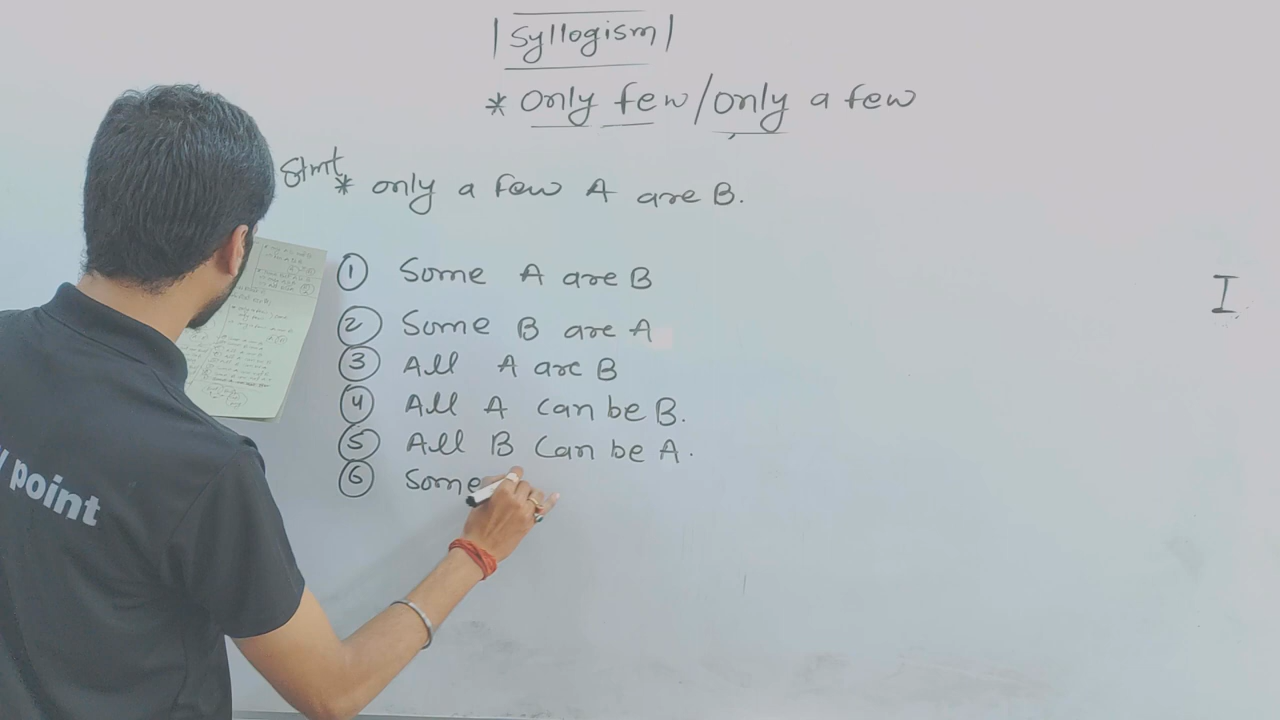 |Syllogism|
* only few/only a few
Stmt
* only a few A are B.
① Some A are B
② Some B are A
③ All A are B
④ All A can be B.
⑤ All B can be A.
⑥ Some
I
point